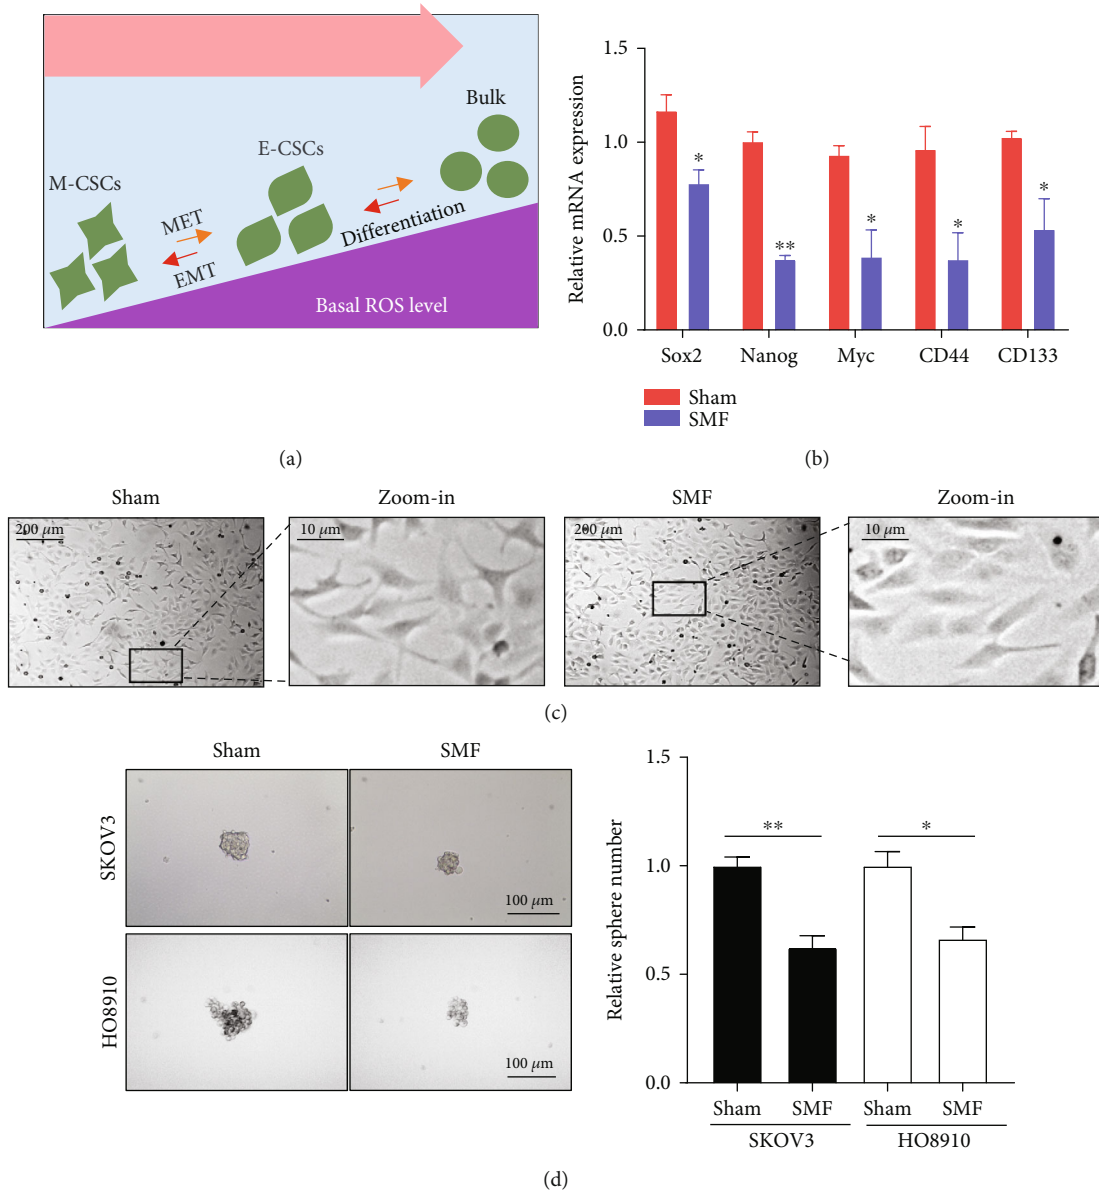 Bulk
E-CSCs
M-CSCs
MET
EMT
Differentiation
Basal ROS level
(a)
Relative mRNA expression
1.5
1.0
0.5
0.0
*
**
*
*
*
Sox2 Nanog Myc CD44 CD133
Sham
SMF
(b)
Sham Zoom-in SMF Zoom-in
200 μm 10 μm 200 μm 10 μm
(c)
Sham SMF
SKOV3
100 μm
HO8910
100 μm
Relative sphere number
1.5
1.0
0.5
0.0
** *
Sham SMF Sham SMF
SKOV3 HO8910
(d)